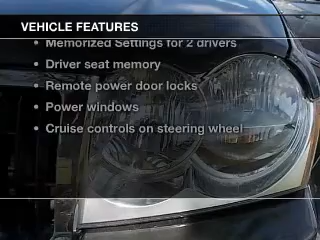 VEHICLE FEATURES
• Memorized Settings for 2 drivers
• Driver seat memory
• Remote power door locks
• Power windows
• Cruise controls on steering wheel